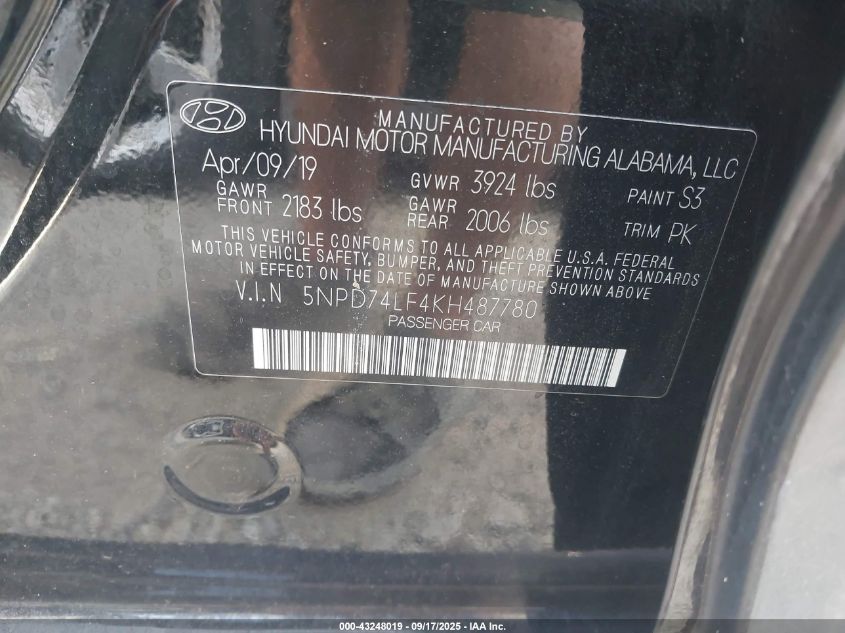 MANUFACTURED BY
HYUNDAI MOTOR MANUFACTURING ALABAMA, LLC
Apr/09/19 GVWR 3924 lbs PAINT S3
GAWR FRONT 2183 lbs GAWR REAR 2006 lbs TRIM PK
THIS VEHICLE CONFORMS TO ALL APPLICABLE U.S.A. FEDERAL
MOTOR VEHICLE SAFETY, BUMPER, AND THEFT PREVENTION STANDARDS
IN EFFECT ON THE DATE OF MANUFACTURE SHOWN ABOVE
V.I.N 5NPD74LF4KH487780
PASSENGER CAR
000-43248019 - 09/17/2025 - IAA Inc.